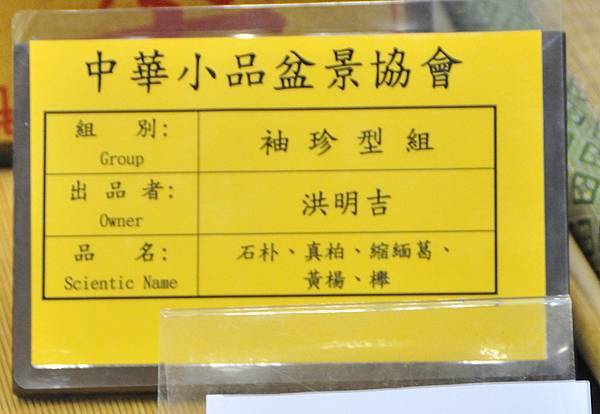 中華小品盆景協會
組 別: 袖珍型組
Group
出品者: 洪明吉
Owner
品 名: 石朴、真柏、縮緬葛、
Scientic Name 黃楊、櫸